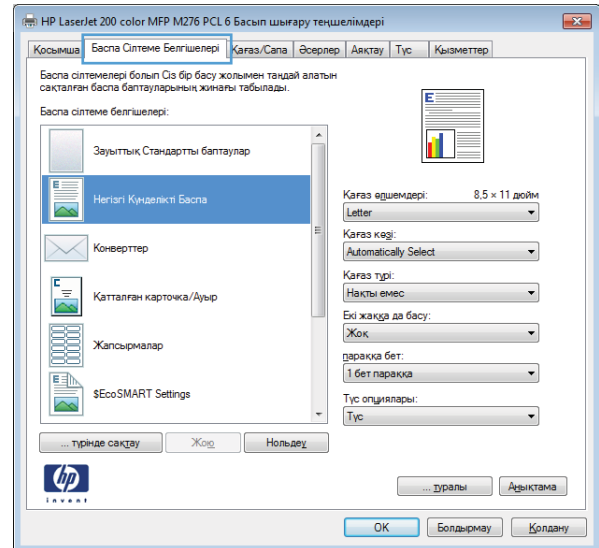 HP LaserJet 200 color MFP M276 PCL 6 Басып шығару теңшелімдері
Қосымша Баспа Сілтеме Белгішелері Қағаз/Сапа Әсерлер Аяқтау Түс Қызметтер
Баспа сілтемелері болып Сіз бір басу жолымен таңдай алатын
сақталған баспа баптауларының жинағы табылады.
Баспа сілтеме белгішелері:
Зауыттық Стандартты баптаулар
Негізгі Күнделікті Баспа
Конверттер
Қатталған карточка/Ауыр
Жапсырмалар
$EcoSMART Settings
... түрінде сақтау Жою Нольдеу
Қағаз өлшемдері: 8,5 × 11 дюйм
Letter
Қағаз көзі:
Automatically Select
Қағаз түрі:
Нақты емес
Екі жаққа да басу:
Жоқ
параққа бет:
1 бет параққа
Түс опциялары:
Түс
hp
invent
... туралы Анықтама
OK Болдырмау Қолдану